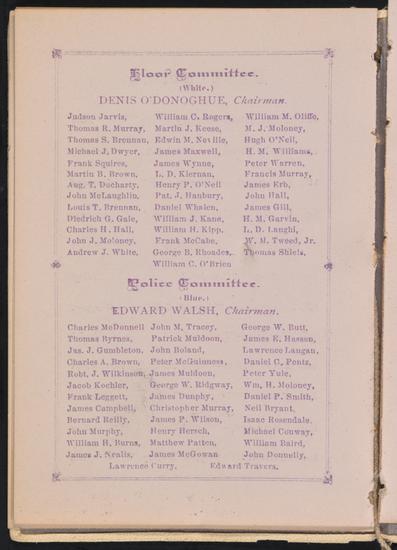 Floor Committee.
(White.)
DENIS O'DONOGHUE, Chairman.
Judson Jarvis, William C. Rogers, William M. Oliffe,
Thomas R. Murray, Martin J. Keese, M. J. Moloney,
Thomas S. Brennan, Edwin M. Neville, Hugh O'Neil,
Michael J. Dwyer, James Maxwell, H. M. Williams,
Frank Squires, James Wynne, Peter Warren,
Martin B. Brown, L. D. Kiernan, Francis Murray,
Aug. T. Docharty, Henry P. O'Neil James Erb,
John McLaughlin, Pat. J. Hanbury, John Hall,
Louis T. Brennan, Daniel Whalen, James Gill,
Diedrich G. Gale, William J. Kane, H. M. Garvin,
Charles H. Hall, William H. Kipp, L. D. Langhi,
John J. Moloney, Frank McCabe, W. M. Tweed, Jr.
Andrew J. White, George B. Rhoades, Thomas Shiels,
William C. O'Brien
Police Committee.
(Blue.)
EDWARD WALSH, Chairman.
Charles McDonnell John M. Tracey, George W. Butt,
Thomas Byrnes, Patrick Muldoon, James E. Hassan,
Jas. J. Gumbleton, John Boland, Lawrence Langan,
Charles A. Brown, Peter McGuinness, Daniel C. Pentz,
Robt. J. Wilkinson, James Muldoon, Peter Yule,
Jacob Koehler, George W. Ridgway, Wm. H. Moloney,
Frank Leggett, James Dunphy, Daniel P. Smith,
James Campbell, Christopher Murray, Neil Bryant,
Bernard Reilly, James P. Wilson, Isaac Rosendale,
John Murphy, Henry Hersch, Michael Conway,
William H. Burns, Matthew Patten, William Baird,
James J. Nealis, James McGowan John Donnelly,
Lawrence Curry, Edward Travers.